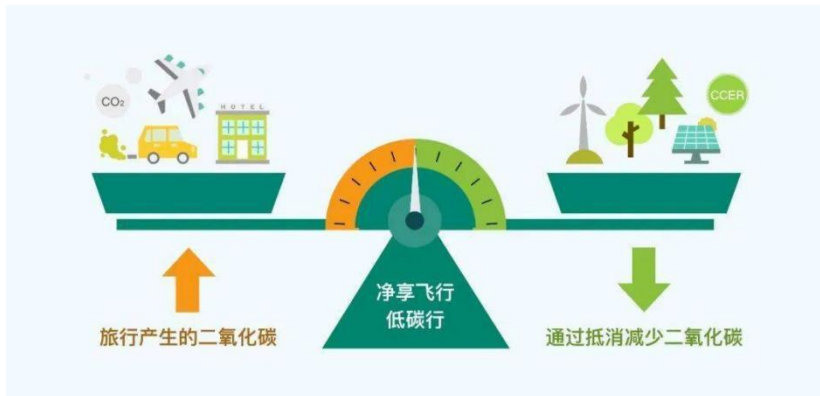 CO₂
HOTEL
CCER
净享飞行
低碳行
旅行产生的二氧化碳
通过抵消减少二氧化碳